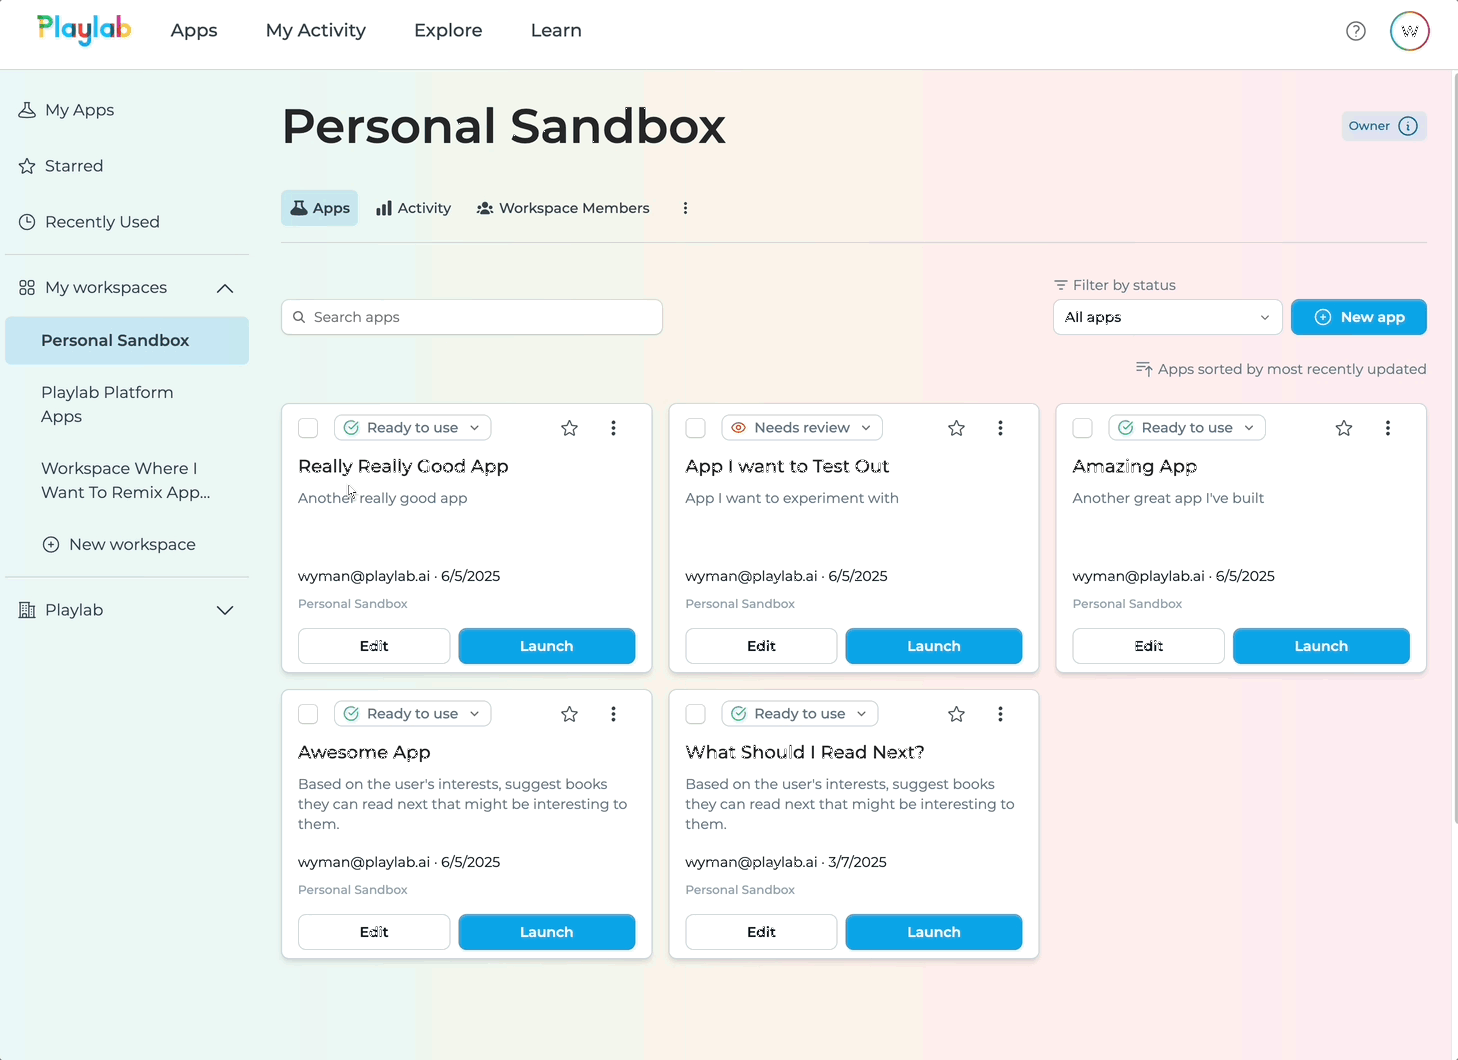 Playlab
Apps
My Activity
Explore
Learn
W
My Apps
Starred
Recently Used
My workspaces
Personal Sandbox
Playlab Platform
Apps
Workspace Where I
Want To Remix App...
New workspace
Playlab
Personal Sandbox
Owner
Apps
Activity
Workspace Members
Search apps
Filter by status
All apps
New app
Apps sorted by most recently updated
Ready to use
Really Really Good App
Another really good app
wyman@playlab.ai · 6/5/2025
Personal Sandbox
Edit
Launch
Needs review
App I want to Test Out
App I want to experiment with
wyman@playlab.ai · 6/5/2025
Personal Sandbox
Edit
Launch
Ready to use
Amazing App
Another great app I've built
wyman@playlab.ai · 6/5/2025
Personal Sandbox
Edit
Launch
Ready to use
Awesome App
Based on the user's interests, suggest books
they can read next that might be interesting to
them.
wyman@playlab.ai · 6/5/2025
Personal Sandbox
Edit
Launch
Ready to use
What Should I Read Next?
Based on the user's interests, suggest books
they can read next that might be interesting to
them.
wyman@playlab.ai · 3/7/2025
Personal Sandbox
Edit
Launch